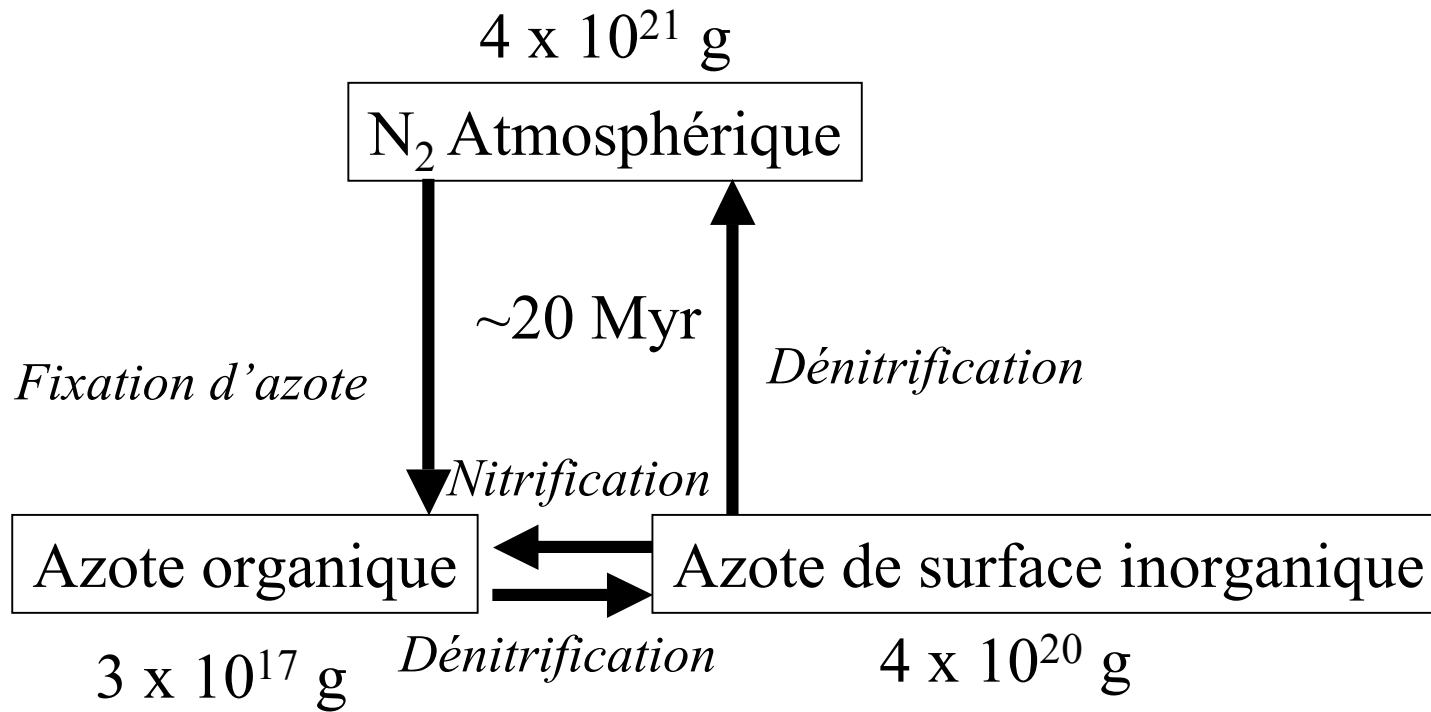 4 x 10²¹ g
N₂ Atmosphérique
~20 Myr
Fixation d’azote
Dénitrification
Nitrification
Azote organique
Azote de surface inorganique
Dénitrification
3 x 10¹⁷ g
4 x 10²⁰ g